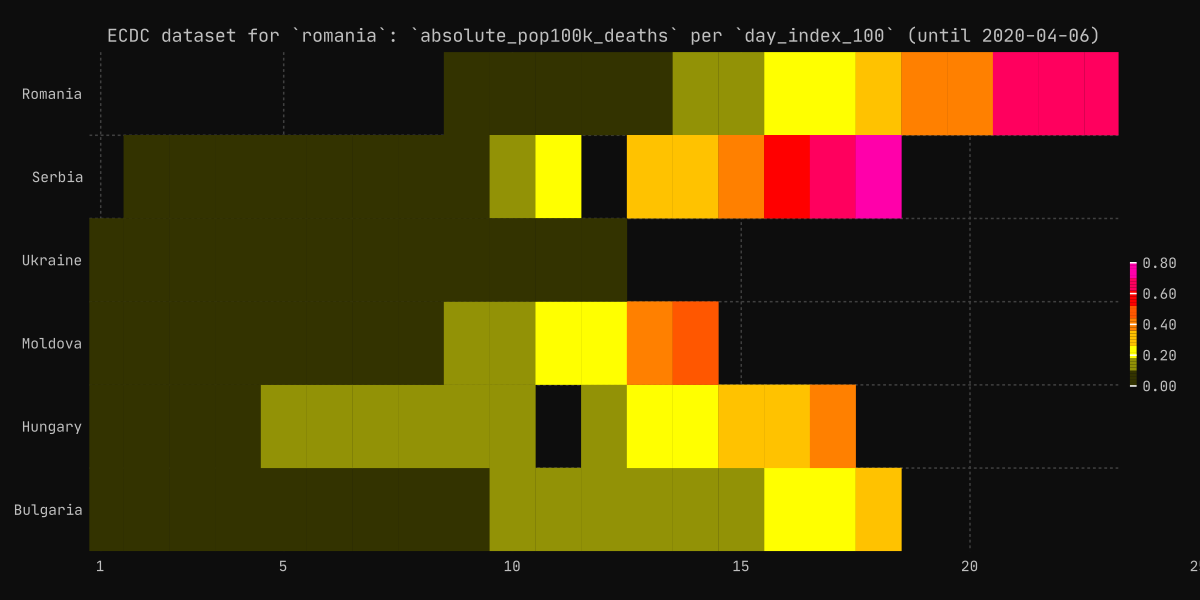 ECDC dataset for `romania`: `absolute_pop100k_deaths` per `day_index_100` (until 2020-04-06)
Romania
Serbia
Ukraine
Moldova
Hungary
Bulgaria
0.80
0.60
0.40
0.20
0.00
1 5 10 15 20